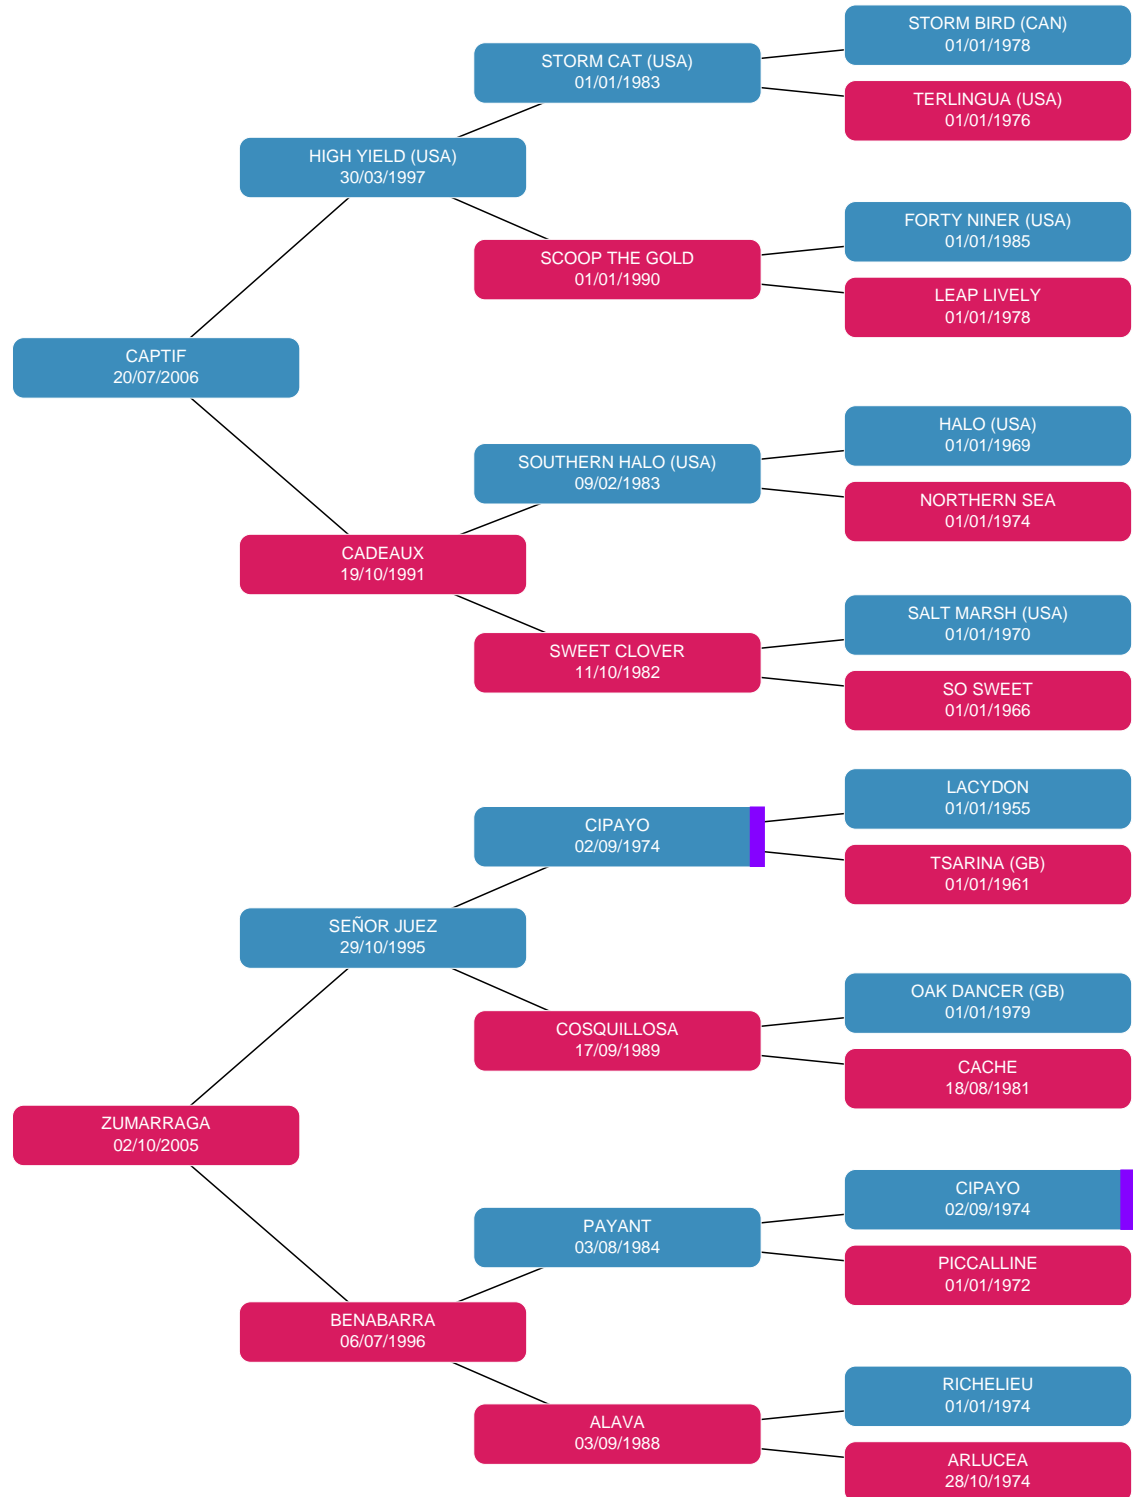 STORM BIRD (CAN)
01/01/1978
STORM CAT (USA)
01/01/1983
TERLINGUA (USA)
01/01/1976
HIGH YIELD (USA)
30/03/1997
FORTY NINER (USA)
01/01/1985
SCOOP THE GOLD
01/01/1990
LEAP LIVELY
01/01/1978
CAPTIF
20/07/2006
HALO (USA)
01/01/1969
SOUTHERN HALO (USA)
09/02/1983
NORTHERN SEA
01/01/1974
CADEAUX
19/10/1991
SALT MARSH (USA)
01/01/1970
SWEET CLOVER
11/10/1982
SO SWEET
01/01/1966
LACYDON
01/01/1955
CIPAYO
02/09/1974
TSARINA (GB)
01/01/1961
SEÑOR JUEZ
29/10/1995
OAK DANCER (GB)
01/01/1979
COSQUILLOSA
17/09/1989
CACHE
18/08/1981
ZUMARRAGA
02/10/2005
CIPAYO
02/09/1974
PAYANT
03/08/1984
PICCALLINE
01/01/1972
BENABARRA
06/07/1996
RICHELIEU
01/01/1974
ALAVA
03/09/1988
ARLUCEA
28/10/1974